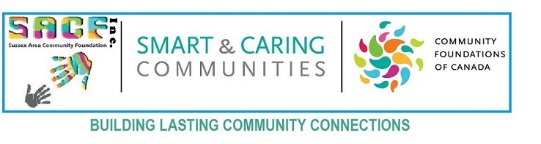 SACF Inc.
Sussex Area Community Foundation
SMART & CARING
COMMUNITIES
COMMUNITY
FOUNDATIONS
OF CANADA
BUILDING LASTING COMMUNITY CONNECTIONS